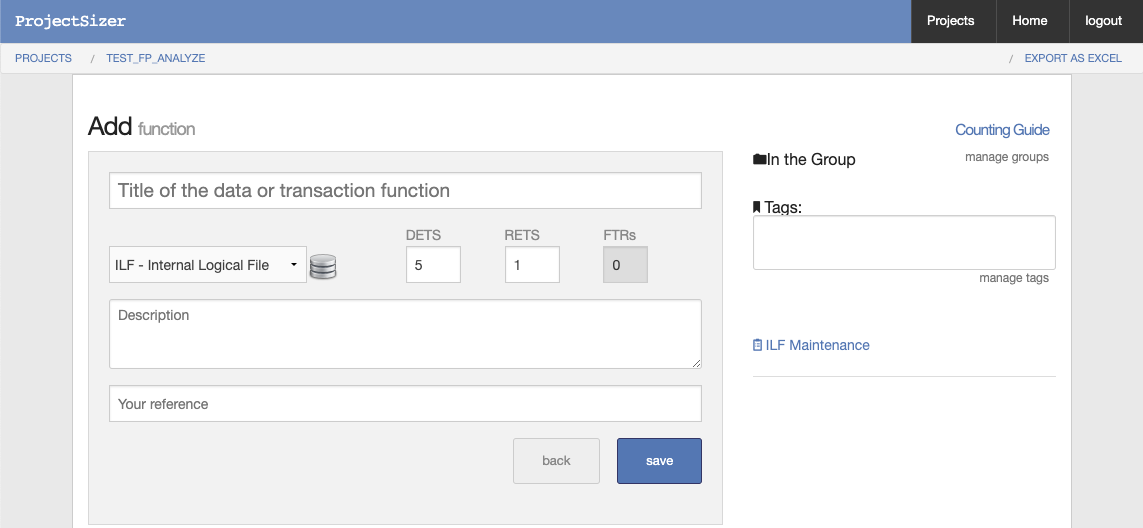 ProjectSizer
Projects
Home
logout
PROJECTS / TEST_FP_ANALYZE
/ EXPORT AS EXCEL
Add function
Counting Guide
In the Group
manage groups
Title of the data or transaction function
Tags:
DETS
RETS
FTRs
ILF - Internal Logical File
5
1
0
manage tags
Description
ILF Maintenance
Your reference
back
save